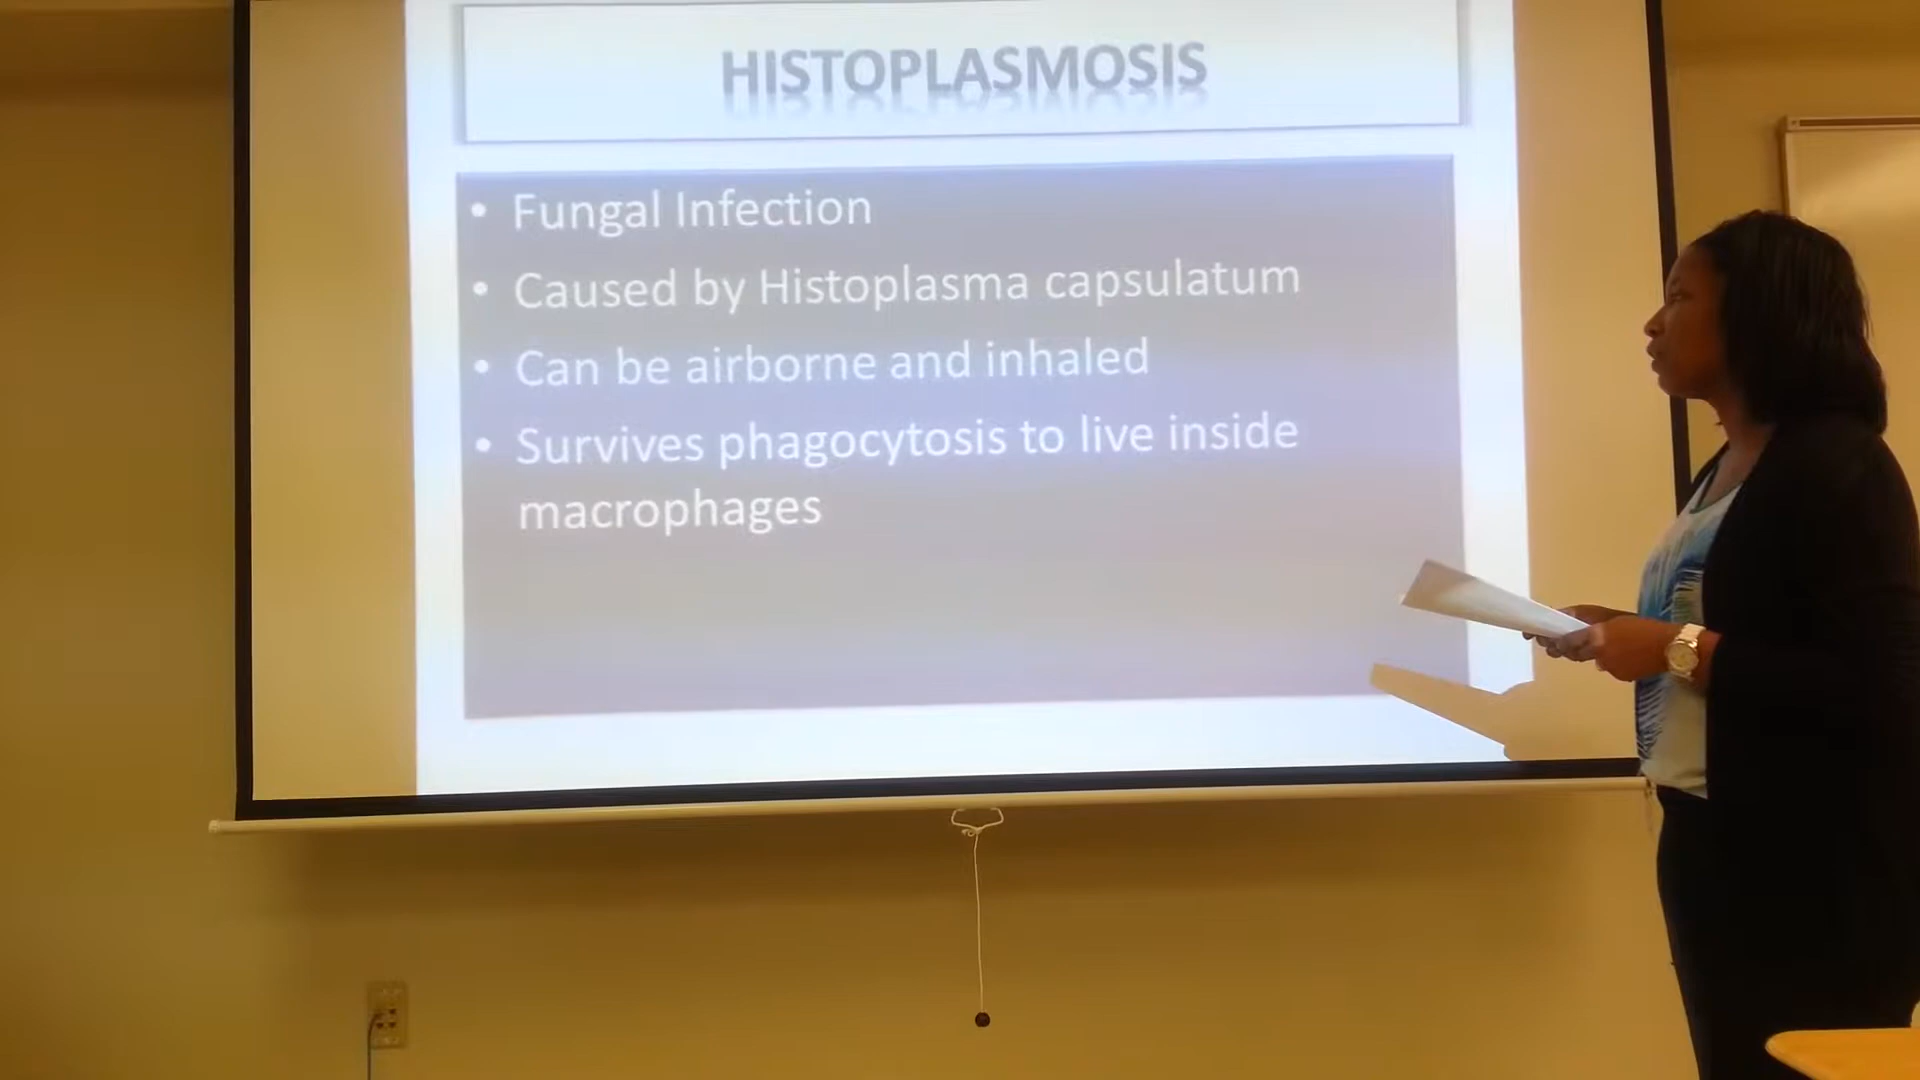 HISTOPLASMOSIS
• Fungal Infection
• Caused by Histoplasma capsulatum
• Can be airborne and inhaled
• Survives phagocytosis to live inside
macrophages